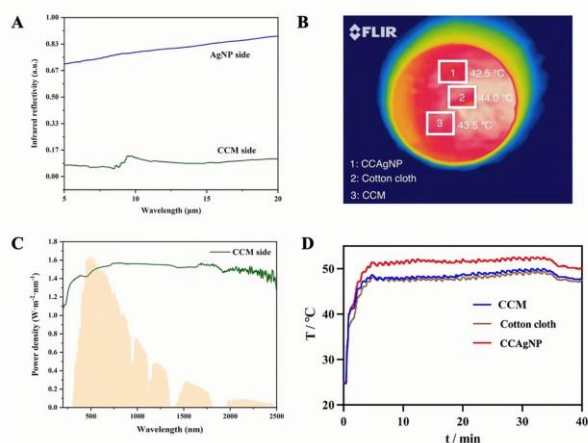 A
1.00
0.83
0.67
0.50
0.33
0.17
0.00
Infrared reflectivity (a.u.)
AgNP side
CCM side
5 10 15 20
Wavelength (μm)
B
FLIR
1 42.5 °C
2 44.0 °C
3 43.5 °C
1: CCAgNP
2: Cotton cloth
3: CCM
C
1.8
1.6
1.4
1.2
1.0
0.8
0.6
0.4
0.2
0.0
Power density (W·m⁻²·nm⁻¹)
CCM side
500 1000 1500 2000 2500
Wavelength (nm)
D
50
40
30
20
T / °C
CCM
Cotton cloth
CCAgNP
0 10 20 30 40
t / min